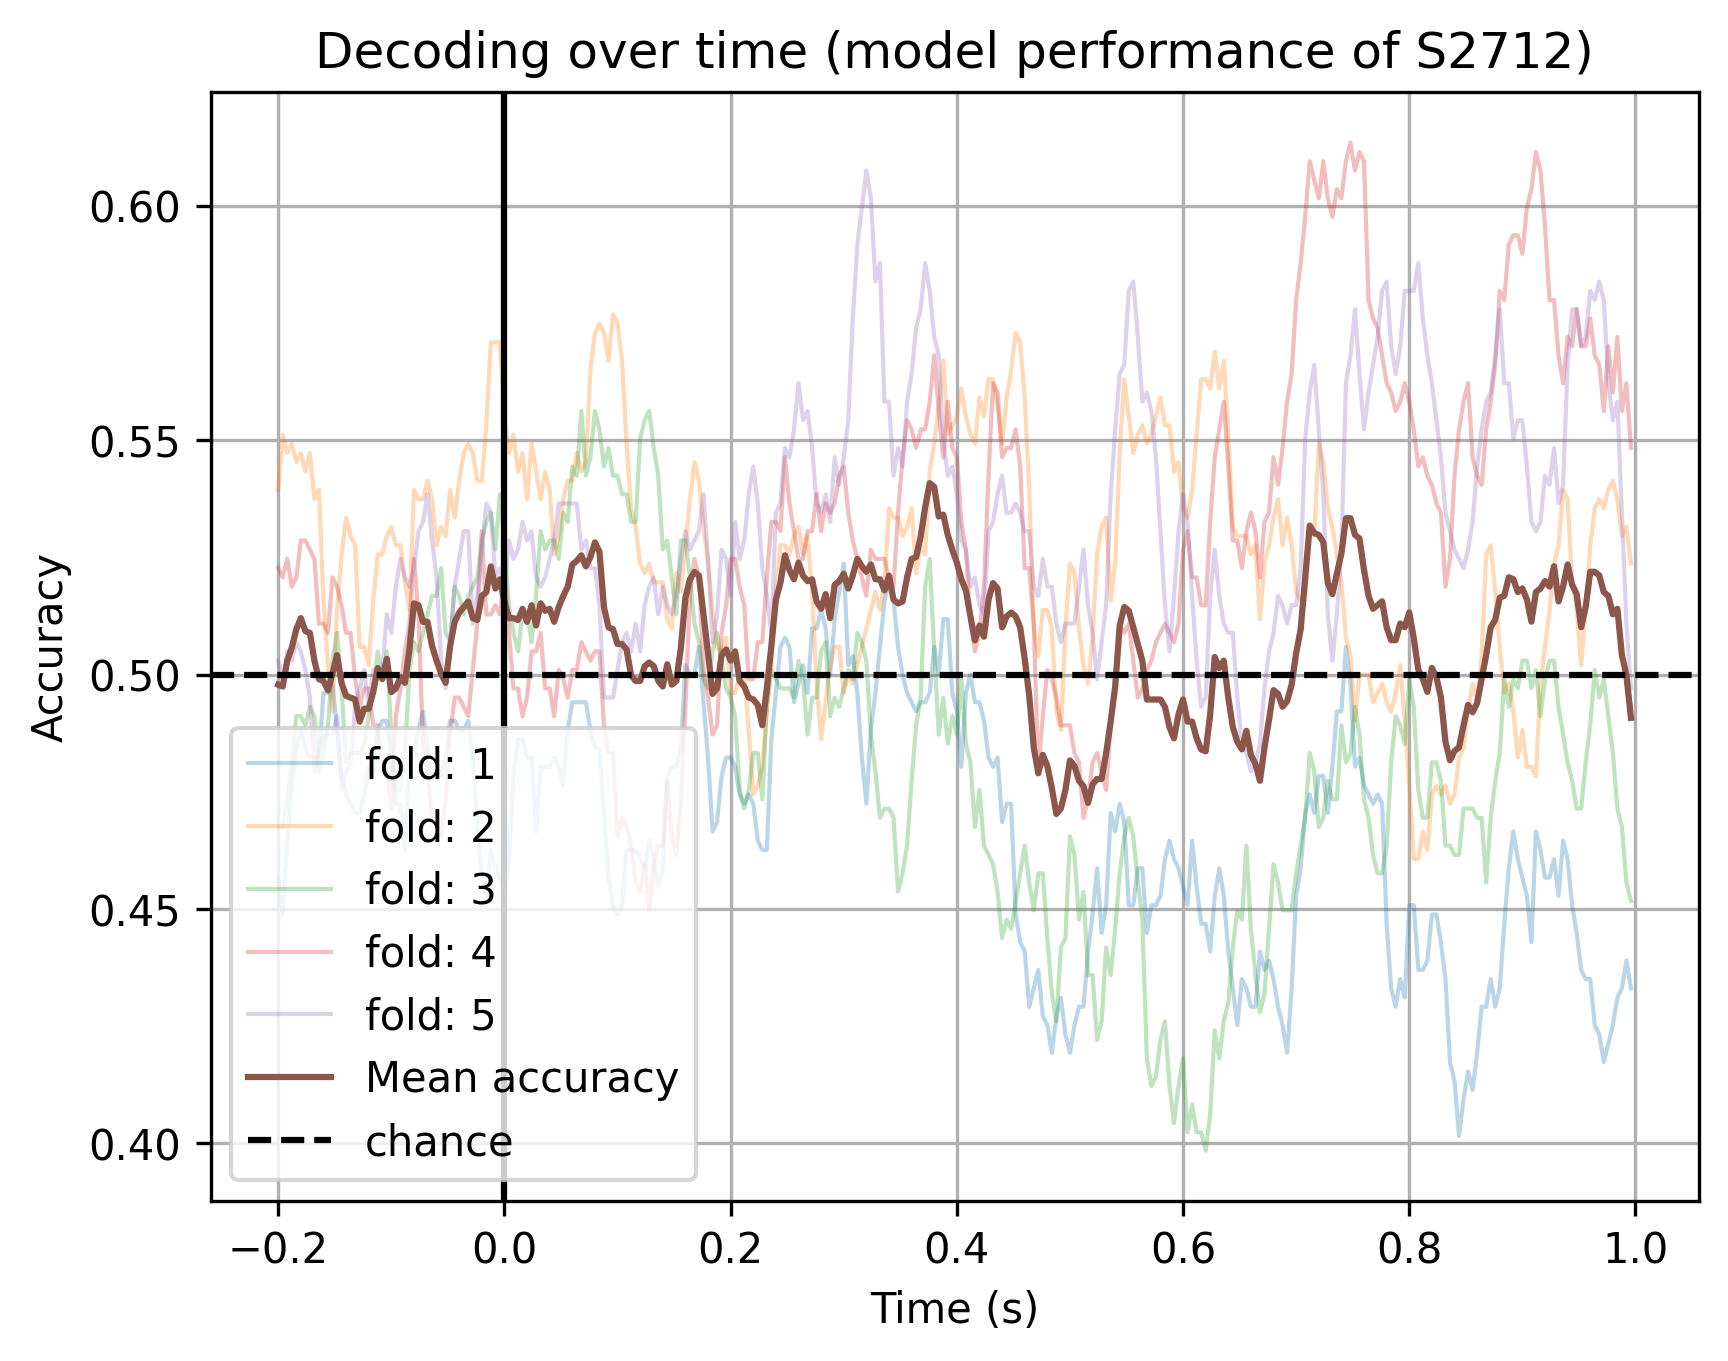 Decoding over time (model performance of S2712)
Accuracy
0.60
0.55
0.50
0.45
0.40
fold: 1
fold: 2
fold: 3
fold: 4
fold: 5
Mean accuracy
chance
−0.2 0.0 0.2 0.4 0.6 0.8 1.0
Time (s)